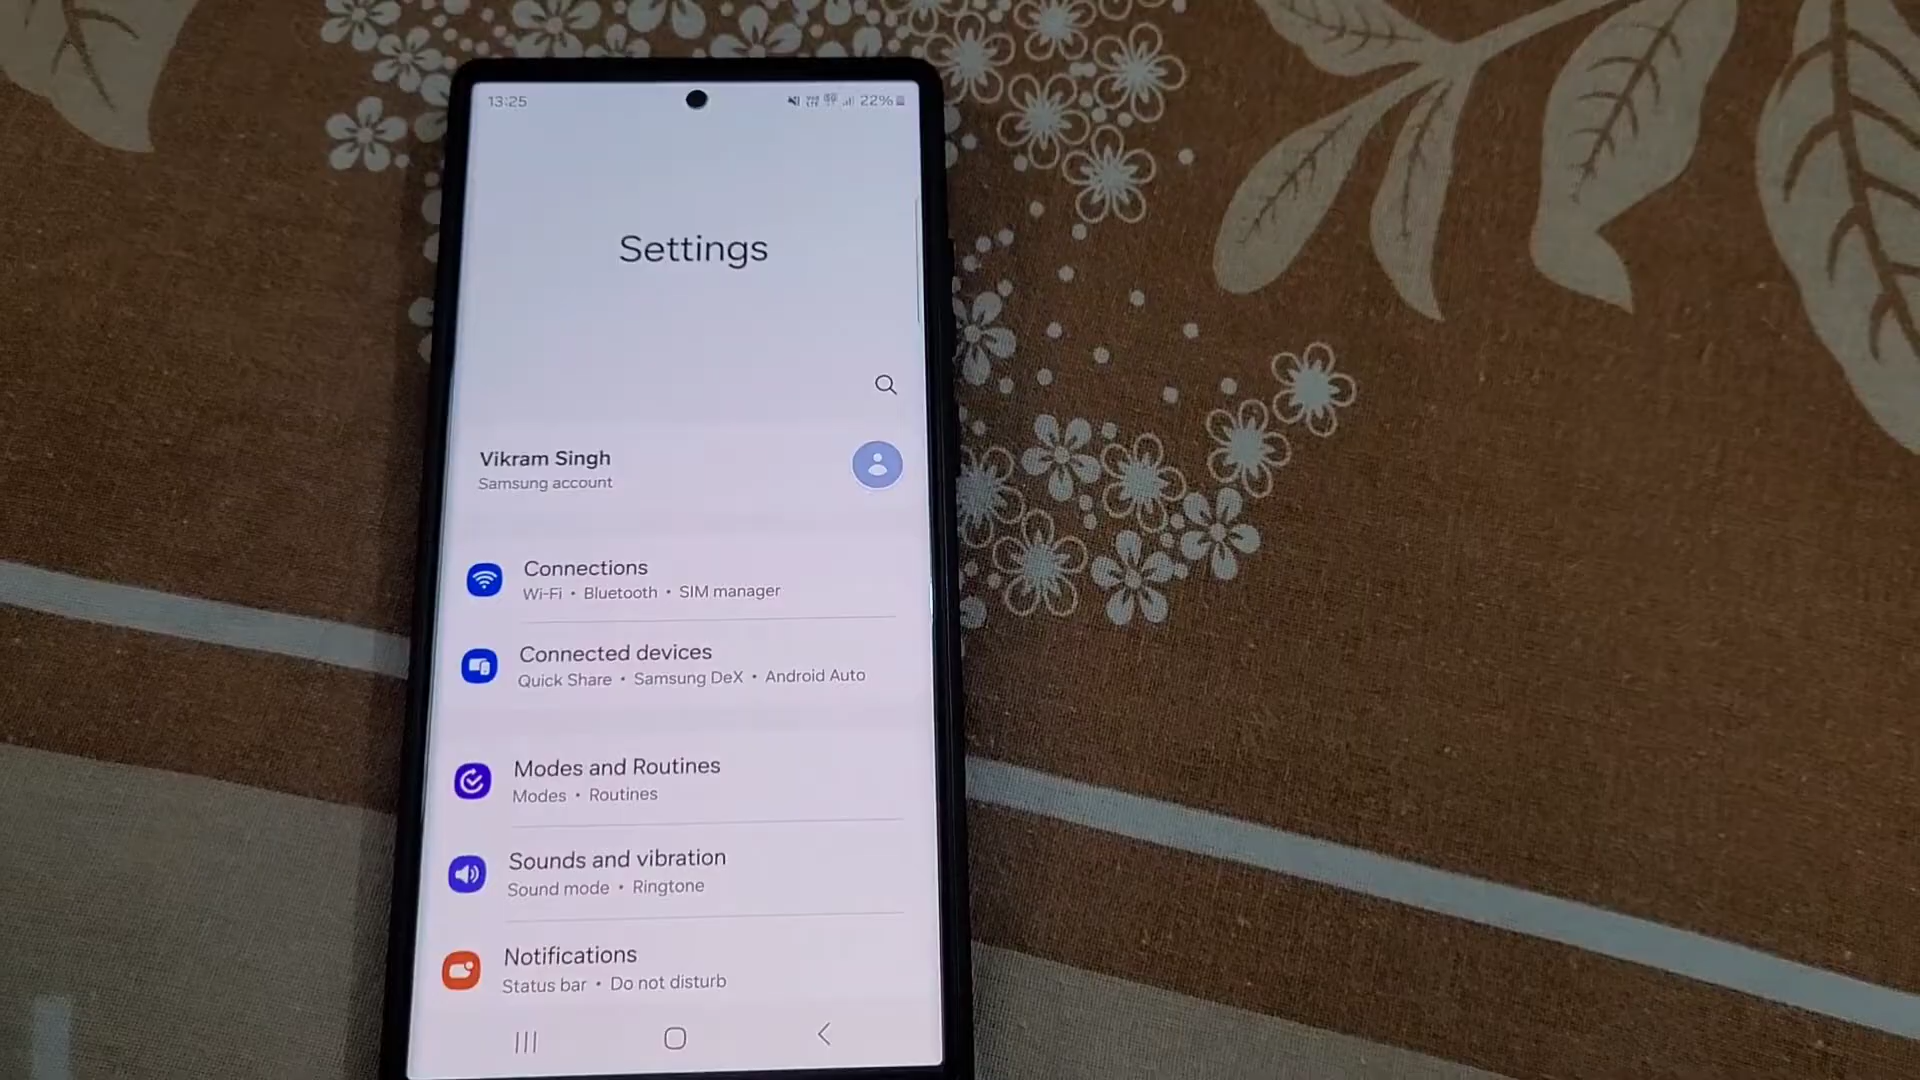 13:25
22%
Settings
Vikram Singh
Samsung account
Connections
Wi-Fi • Bluetooth • SIM manager
Connected devices
Quick Share • Samsung DeX • Android Auto
Modes and Routines
Modes • Routines
Sounds and vibration
Sound mode • Ringtone
Notifications
Status bar • Do not disturb